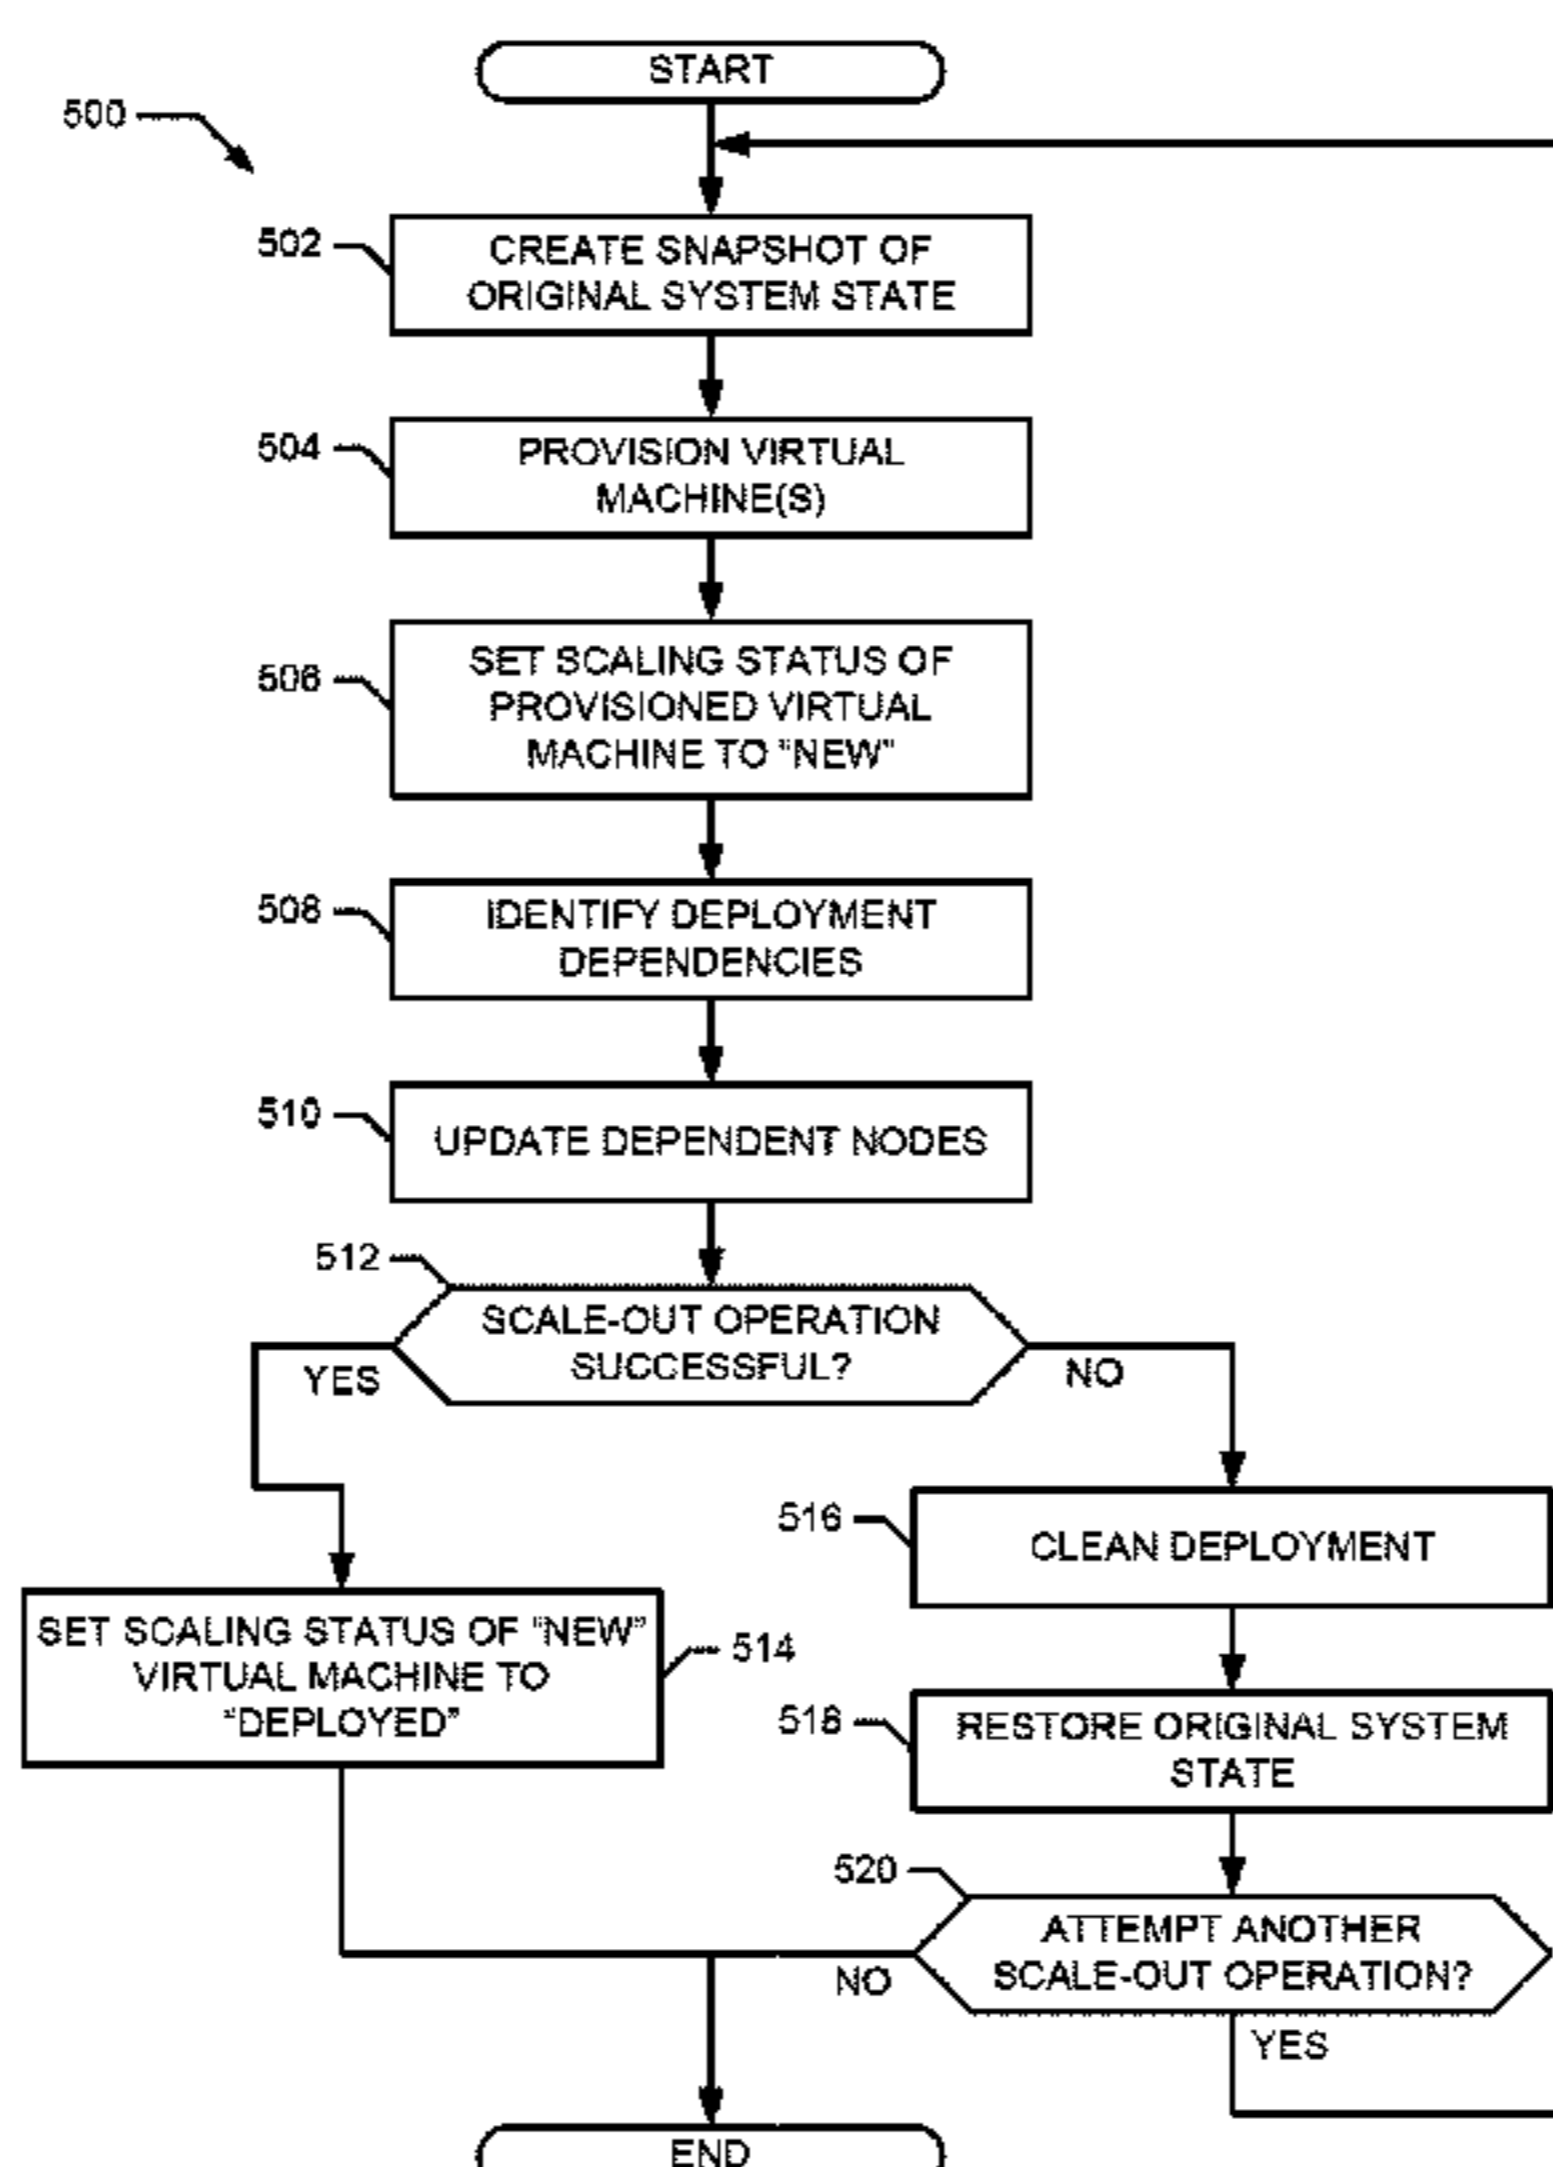 START
500
502
CREATE SNAPSHOT OF
ORIGINAL SYSTEM STATE
504
PROVISION VIRTUAL
MACHINE(S)
506
SET SCALING STATUS OF
PROVISIONED VIRTUAL
MACHINE TO "NEW"
508
IDENTIFY DEPLOYMENT
DEPENDENCIES
510
UPDATE DEPENDENT NODES
512
SCALE-OUT OPERATION
SUCCESSFUL?
YES
NO
516
CLEAN DEPLOYMENT
SET SCALING STATUS OF "NEW"
VIRTUAL MACHINE TO
"DEPLOYED"
514
518
RESTORE ORIGINAL SYSTEM
STATE
520
ATTEMPT ANOTHER
SCALE-OUT OPERATION?
NO
YES
END